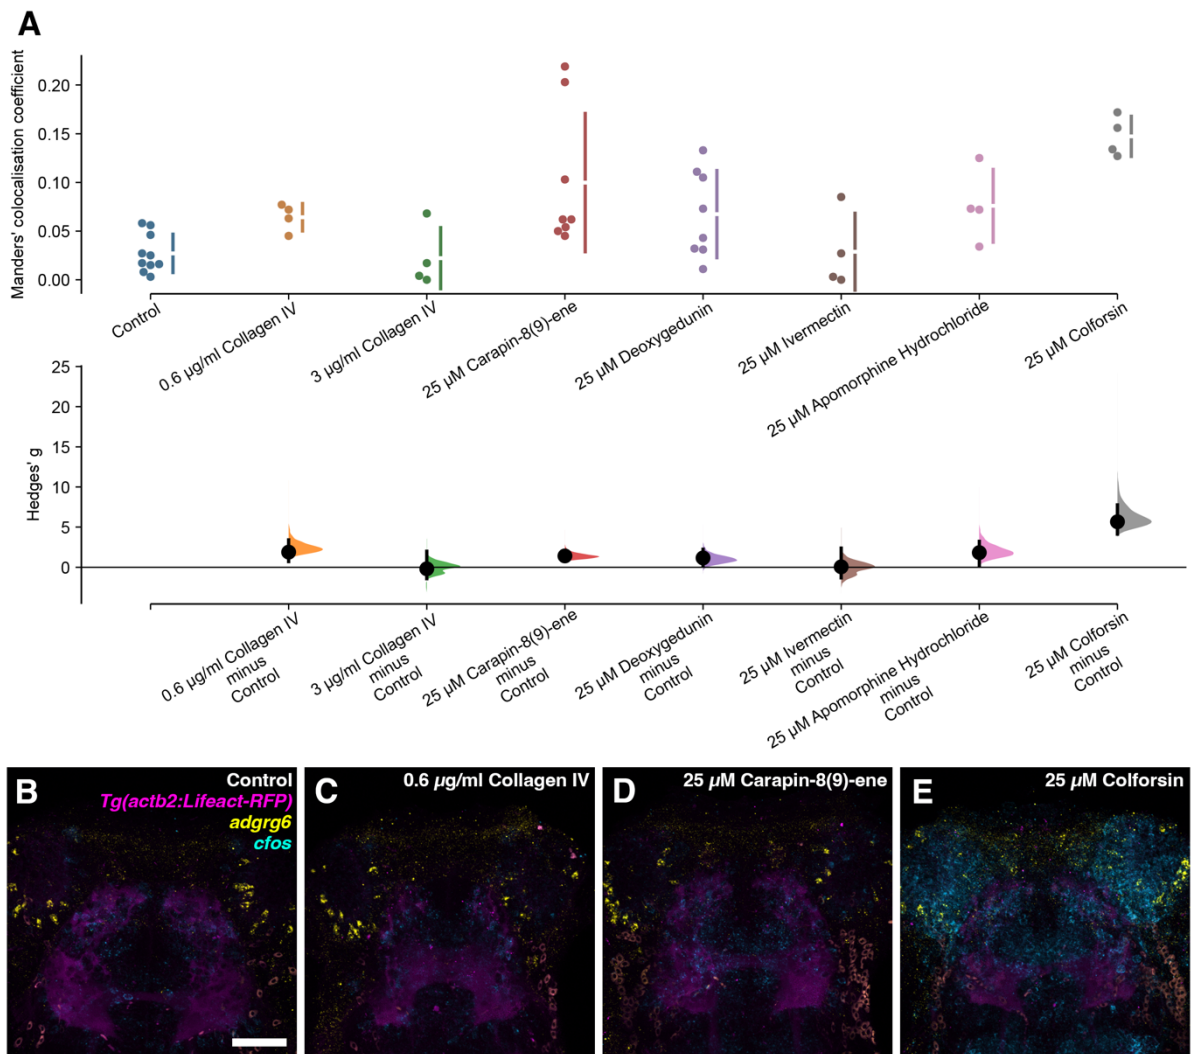 A
Manders' colocalisation coefficient
0.20
0.15
0.10
0.05
0.00
Control
0.6 µg/ml Collagen IV
3 µg/ml Collagen IV
25 µM Carapin-8(9)-ene
25 µM Deoxygedunin
25 µM Ivermectin
25 µM Apomorphine Hydrochloride
25 µM Colforsin
Hedges' g
25
20
15
10
5
0
0.6 µg/ml Collagen IV
minus
Control
3 µg/ml Collagen IV
minus
Control
25 µM Carapin-8(9)-ene
minus
Control
25 µM Deoxygedunin
minus
Control
25 µM Ivermectin
minus
Control
25 µM Apomorphine Hydrochloride
minus
Control
25 µM Colforsin
minus
Control
B
Control
Tg(actb2:Lifeact-RFP)
adgrg6
cfos
C
0.6 µg/ml Collagen IV
D
25 µM Carapin-8(9)-ene
E
25 µM Colforsin